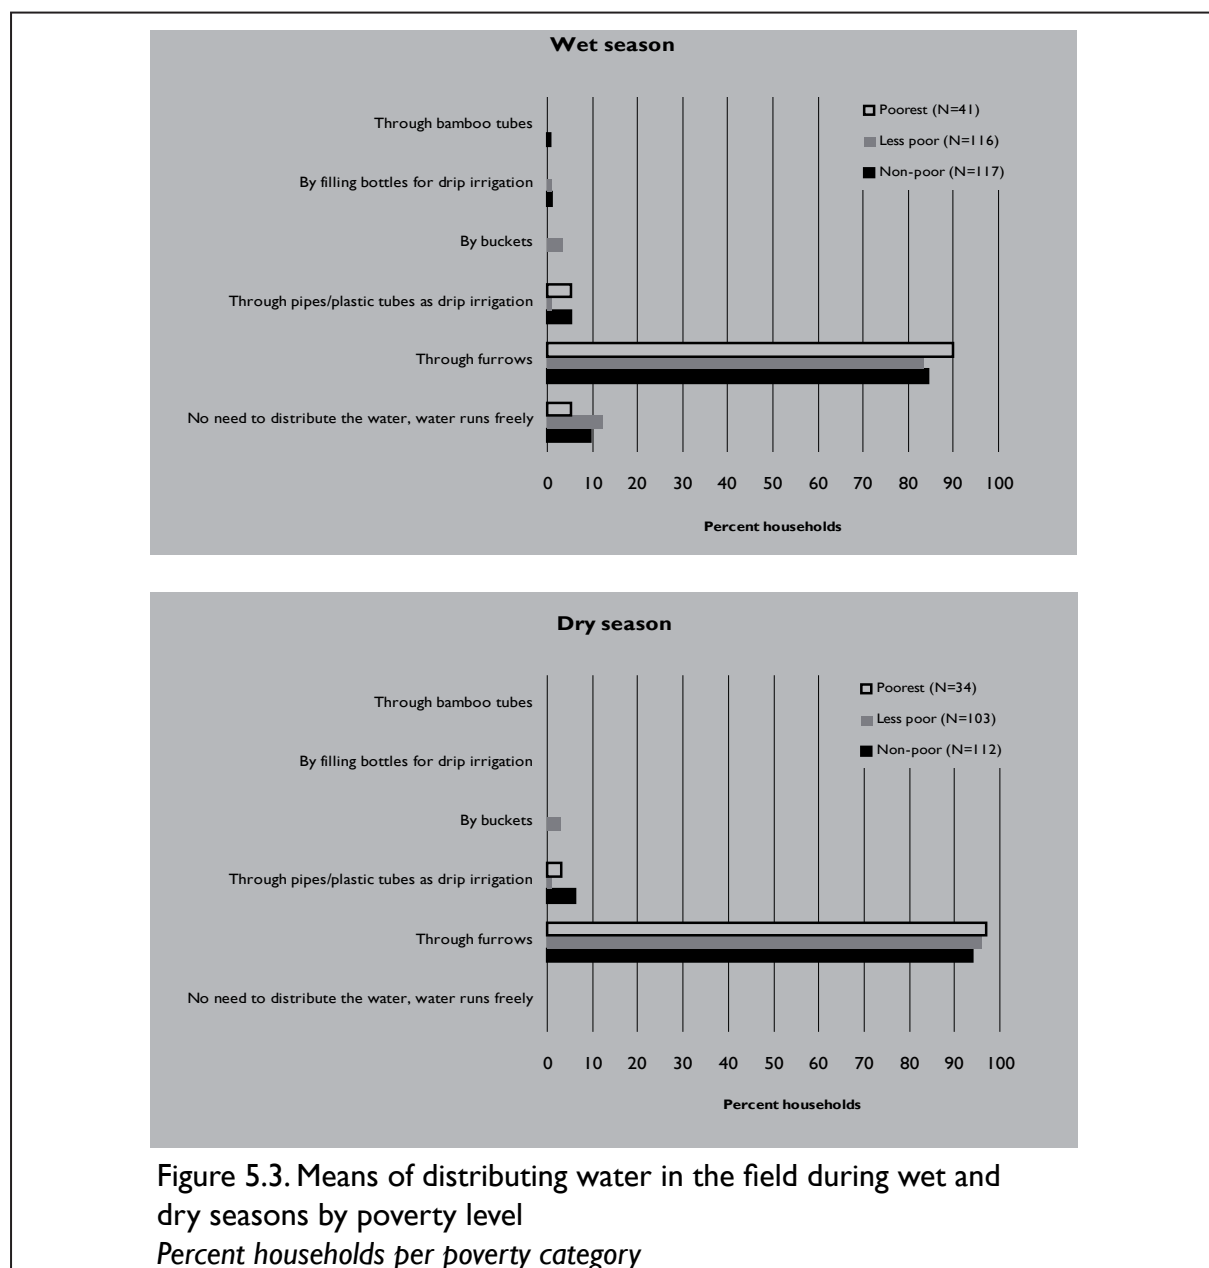 Wet season
Through bamboo tubes
By filling bottles for drip irrigation
By buckets
Through pipes/plastic tubes as drip irrigation
Through furrows
No need to distribute the water, water runs freely
Poorest (N=41)
Less poor (N=116)
Non-poor (N=117)
0 10 20 30 40 50 60 70 80 90 100
Percent households
Dry season
Through bamboo tubes
By filling bottles for drip irrigation
By buckets
Through pipes/plastic tubes as drip irrigation
Through furrows
No need to distribute the water, water runs freely
Poorest (N=34)
Less poor (N=103)
Non-poor (N=112)
0 10 20 30 40 50 60 70 80 90 100
Percent households
Figure 5.3. Means of distributing water in the field during wet and
dry seasons by poverty level
Percent households per poverty category